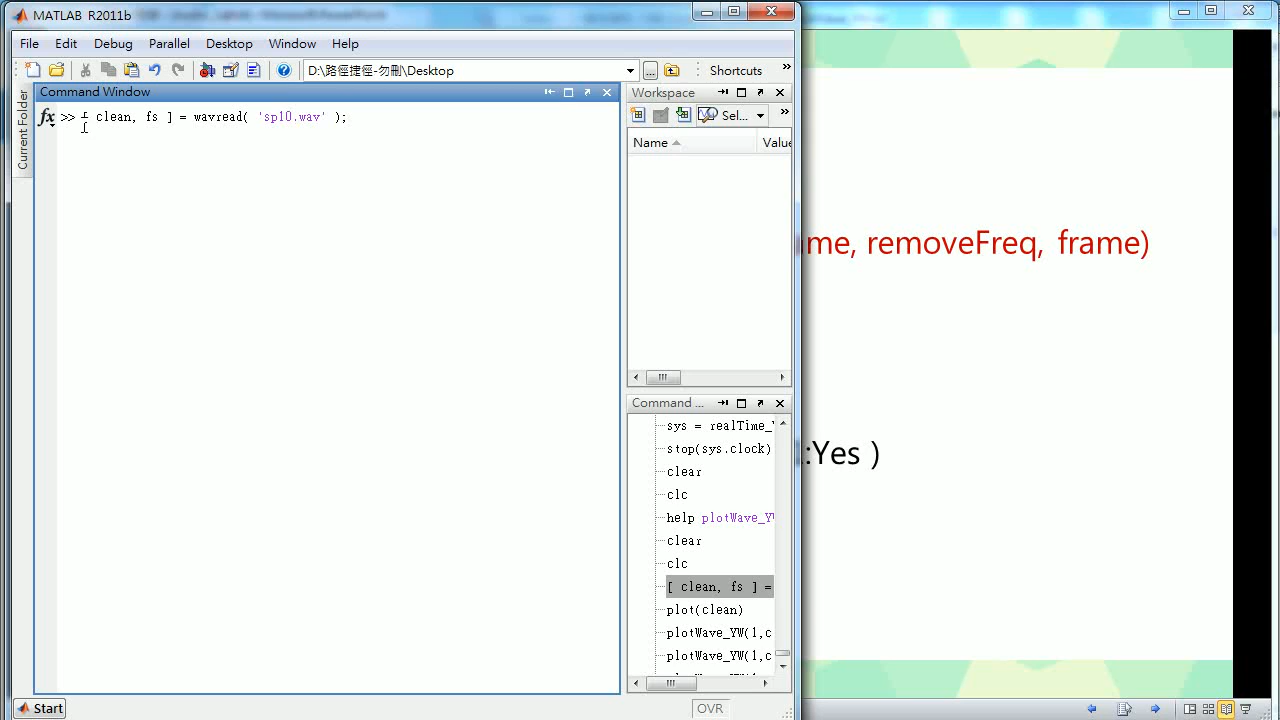 MATLAB R2011b
File Edit Debug Parallel Desktop Window Help
D:\路徑捷徑-勿刪\Desktop
... Shortcuts »
Current Folder
Command Window
fx >> [ clean, fs ] = wavread( 'sp10.wav' );
Workspace
Sel... »
Name Value
Command ...
sys = realTime_
stop(sys.clock)
clear
clc
help plotWave_YW
clear
clc
[ clean, fs ] =
plot(clean)
plotWave_YW(1,c
plotWave_YW(1,c
Start
OVR
me, removeFreq, frame)
:Yes )